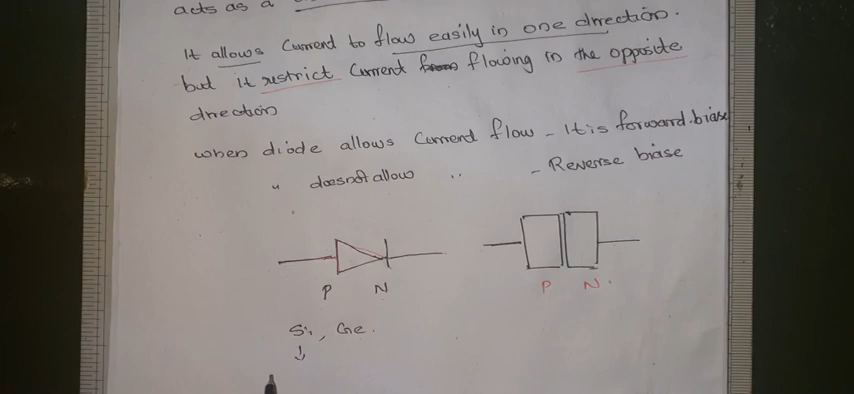 acts as a
It allows Current to flow easily in one direction.
but it restrict Current flowing in the opposite
direction
when diode allows Current flow - It is forward.biase
" doesnot allow " - Reverse biase
P N
P N.
Si, Ge.